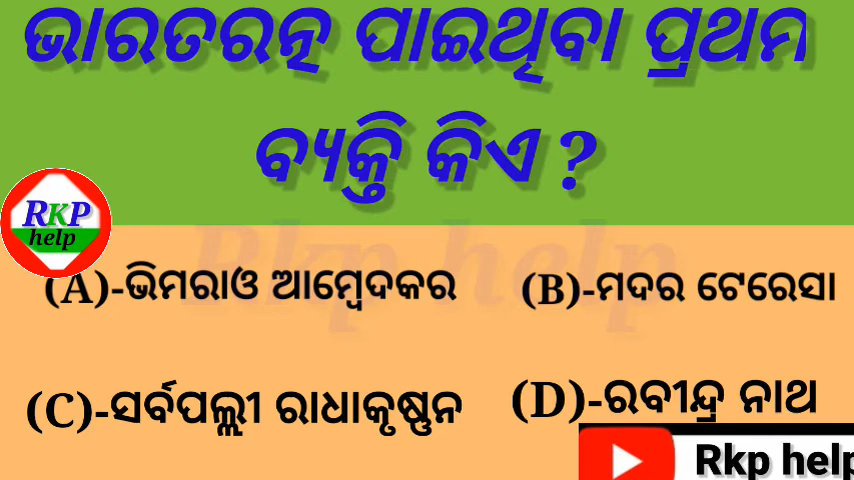 ଭାରତରତ୍ନ ପାଇଥିବା ପ୍ରଥମ
ବ୍ୟକ୍ତି କିଏ ?
RKP
help
Rkp help
(A)-ଭିମରାଓ ଆମ୍ବେଦକର
(B)-ମଦର ଟେରେସା
(C)-ସର୍ବପଲ୍ଲୀ ରାଧାକୃଷ୍ଣନ
(D)-ରବୀନ୍ଦ୍ର ନାଥ
Rkp help